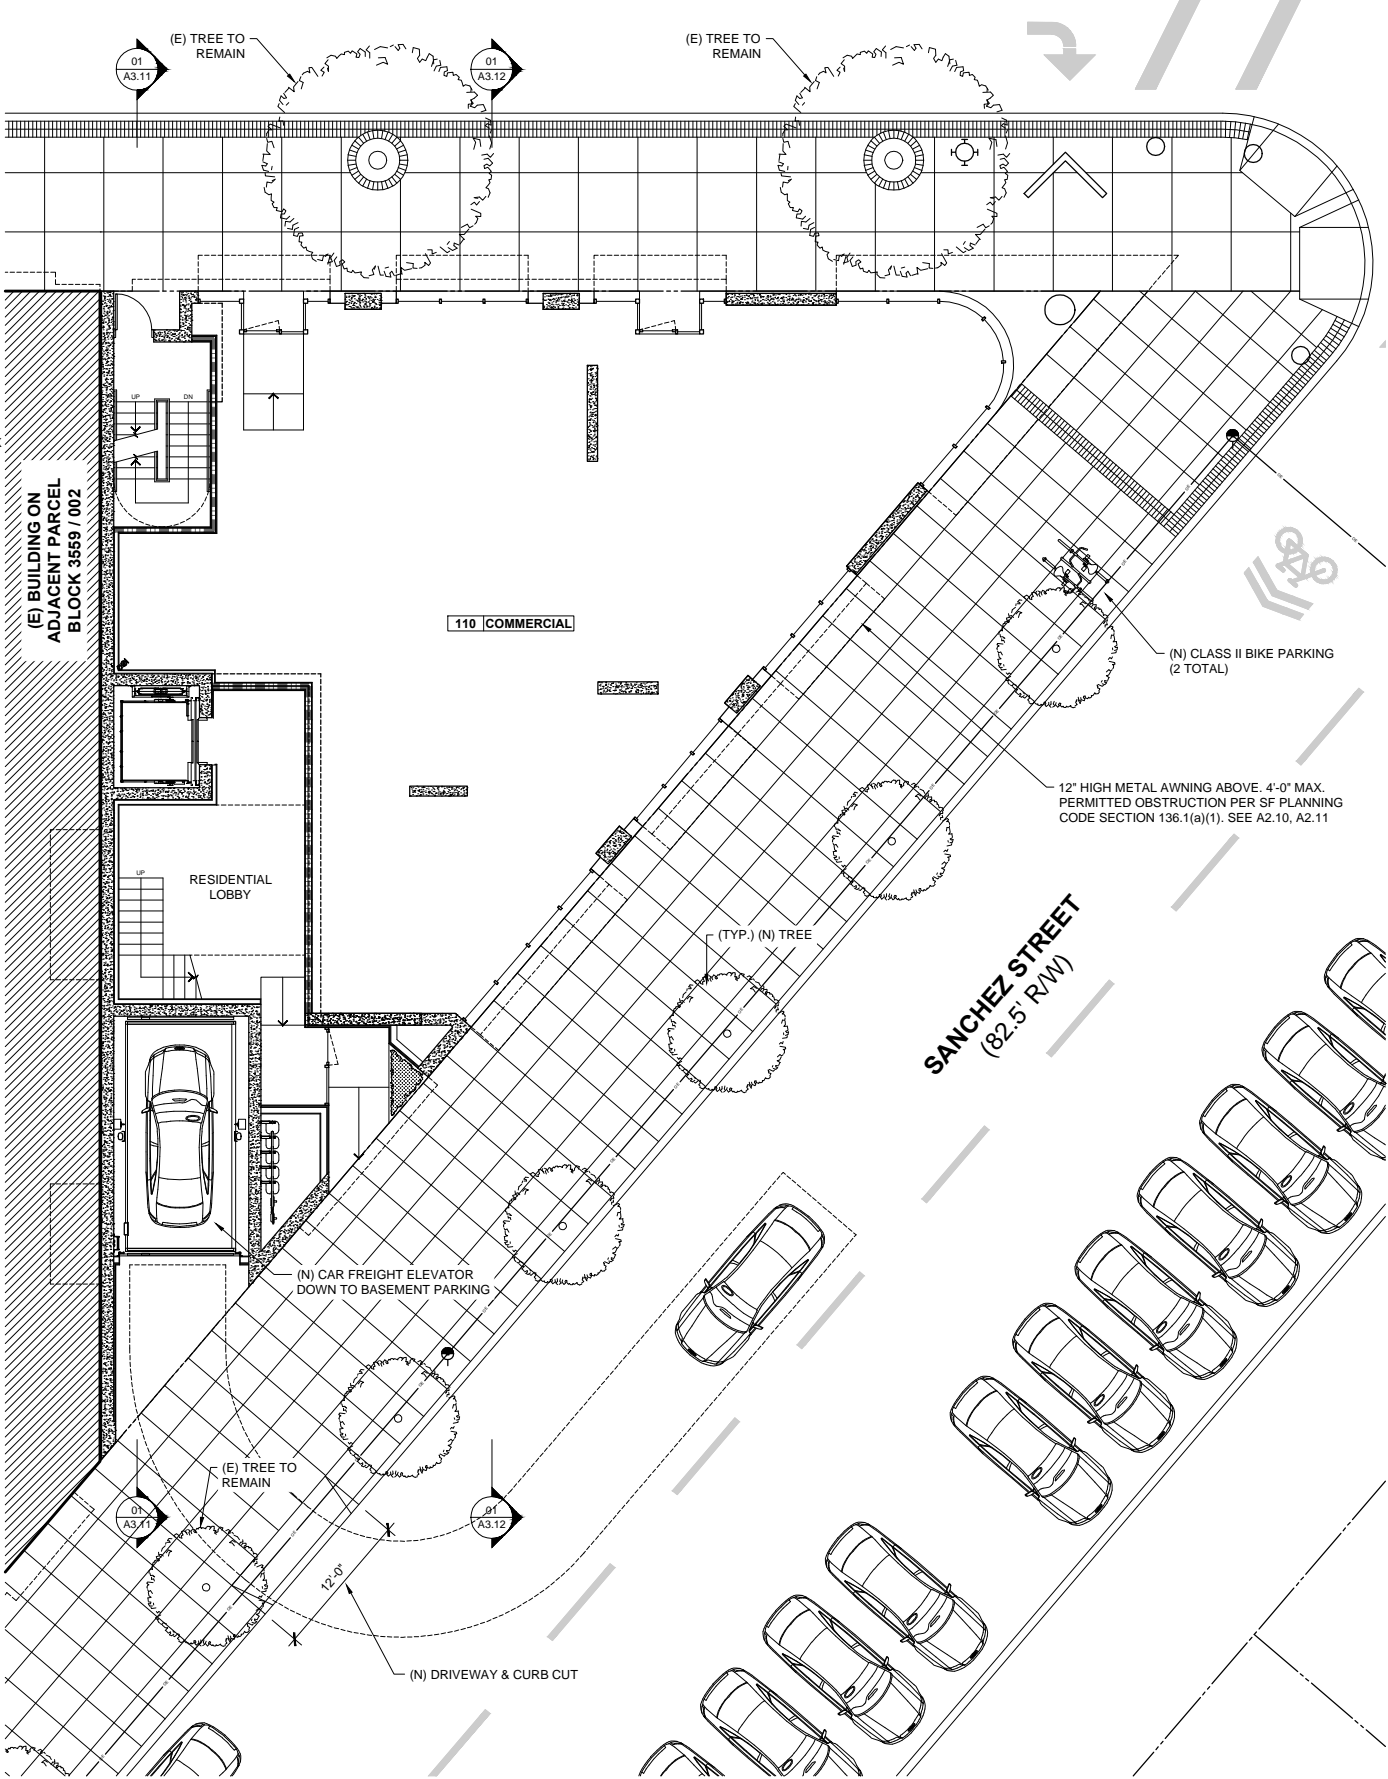 (E) TREE TO
REMAIN
(E) TREE TO
REMAIN
01
A3.11
01
A3.12
UP
DN
(E) BUILDING ON
ADJACENT PARCEL
BLOCK 3559 / 002
110 COMMERCIAL
(N) CLASS II BIKE PARKING
(2 TOTAL)
12" HIGH METAL AWNING ABOVE. 4'-0" MAX.
PERMITTED OBSTRUCTION PER SF PLANNING
CODE SECTION 136.1(a)(1). SEE A2.10, A2.11
UP
RESIDENTIAL
LOBBY
(TYP.) (N) TREE
SANCHEZ STREET
(82.5' R/W)
(N) CAR FREIGHT ELEVATOR
DOWN TO BASEMENT PARKING
(E) TREE TO
REMAIN
01
A3.11
01
A3.12
12'-0"
(N) DRIVEWAY & CURB CUT